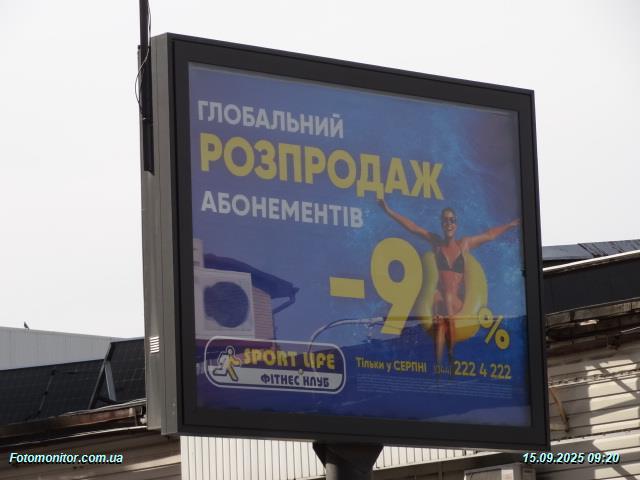 ГЛОБАЛЬНИЙ
РОЗПРОДАЖ
АБОНЕМЕНТІВ
-90%
SPORT LIFE
ФІТНЕС КЛУБ
Тільки у СЕРПНІ (044) 222 4 222
Fotomonitor.com.ua
15.09.2025 09:20